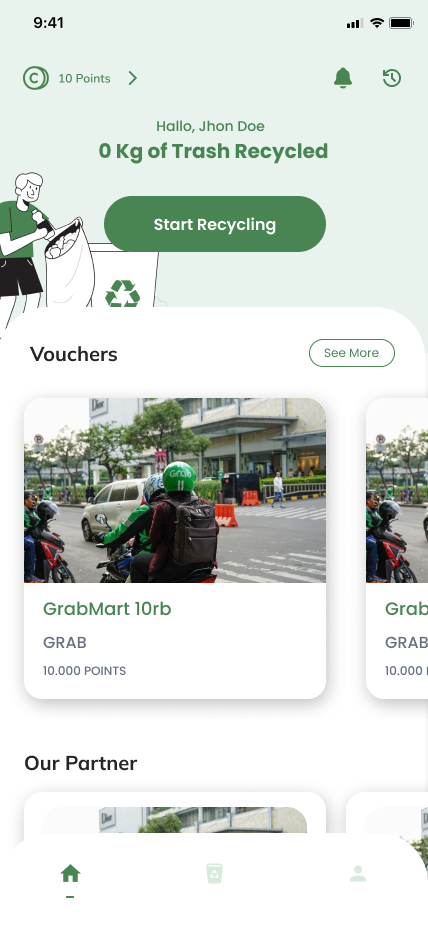 9:41
10 Points
Hallo, Jhon Doe
0 Kg of Trash Recycled
Start Recycling
Vouchers
See More
Dior
Grab
GrabMart 10rb
GRAB
10.000 POINTS
Grab
GRAB
10.000
Our Partner